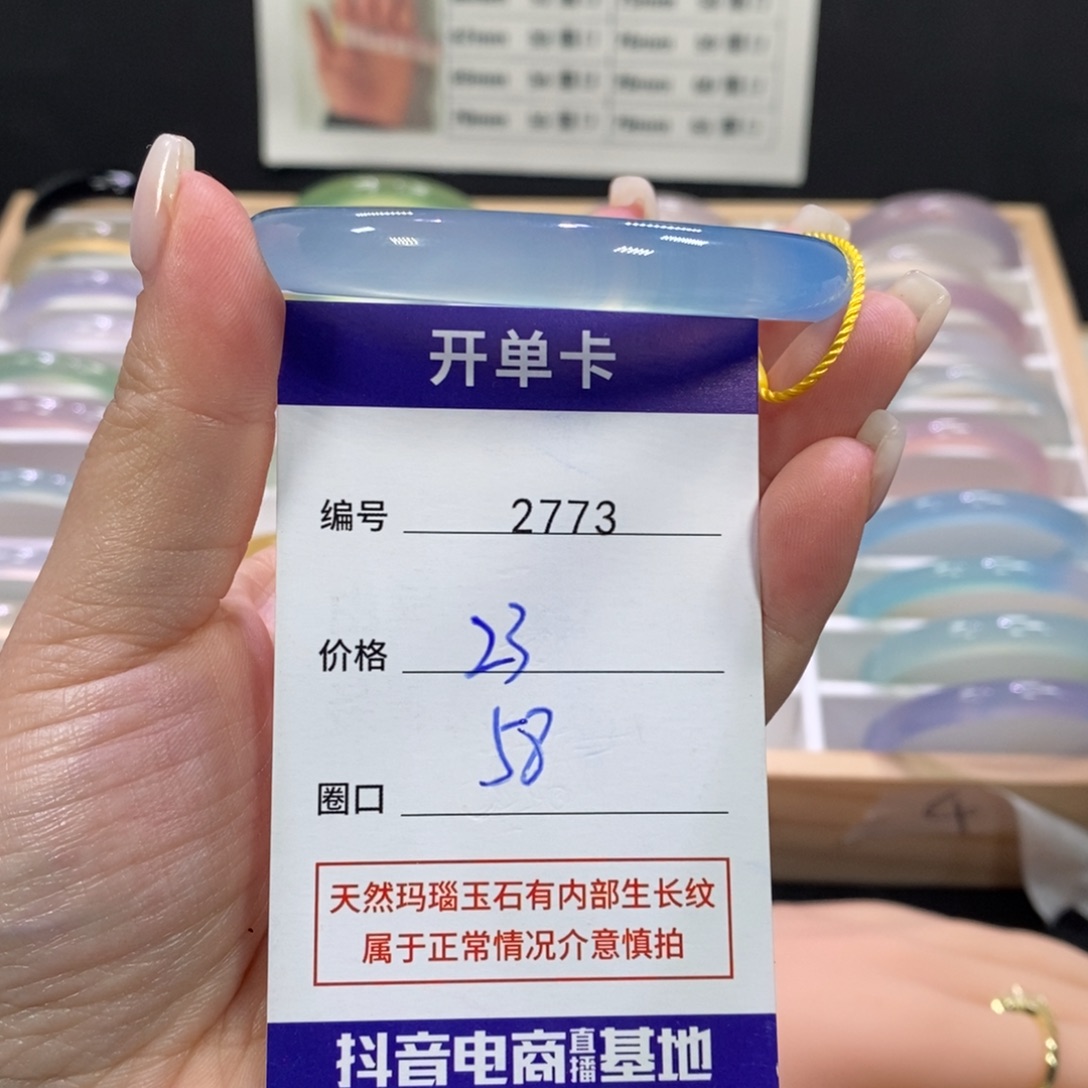 开单卡
编号 2773
价格 23
圈口 58
天然玛瑙玉石有内部生长纹
属于正常情况介意慎拍
抖音电商直播基地
4